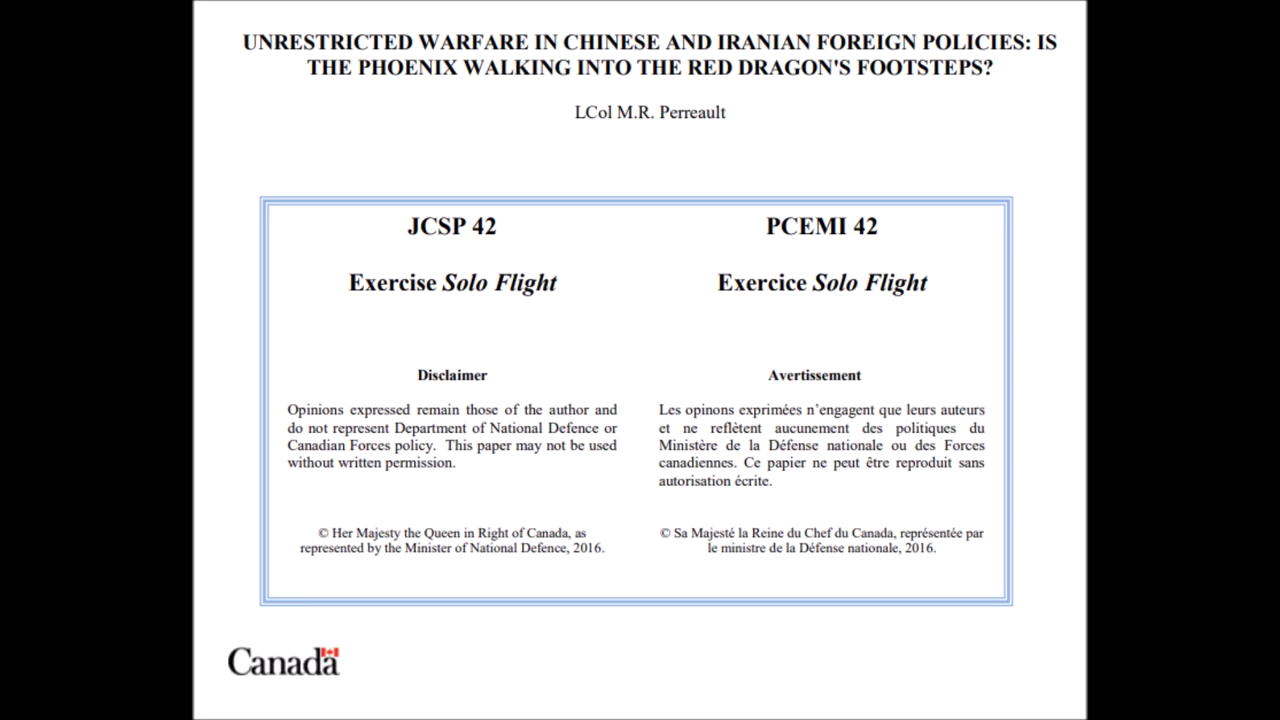 UNRESTRICTED WARFARE IN CHINESE AND IRANIAN FOREIGN POLICIES: IS
THE PHOENIX WALKING INTO THE RED DRAGON'S FOOTSTEPS?
LCol M.R. Perreault
JCSP 42
Exercise Solo Flight
Disclaimer
Opinions expressed remain those of the author and
do not represent Department of National Defence or
Canadian Forces policy. This paper may not be used
without written permission.
© Her Majesty the Queen in Right of Canada, as
represented by the Minister of National Defence, 2016.
PCEMI 42
Exercice Solo Flight
Avertissement
Les opinons exprimées n’engagent que leurs auteurs
et ne reflètent aucunement des politiques du
Ministère de la Défense nationale ou des Forces
canadiennes. Ce papier ne peut être reproduit sans
autorisation écrite.
© Sa Majesté la Reine du Chef du Canada, représentée par
le ministre de la Défense nationale, 2016.
Canada